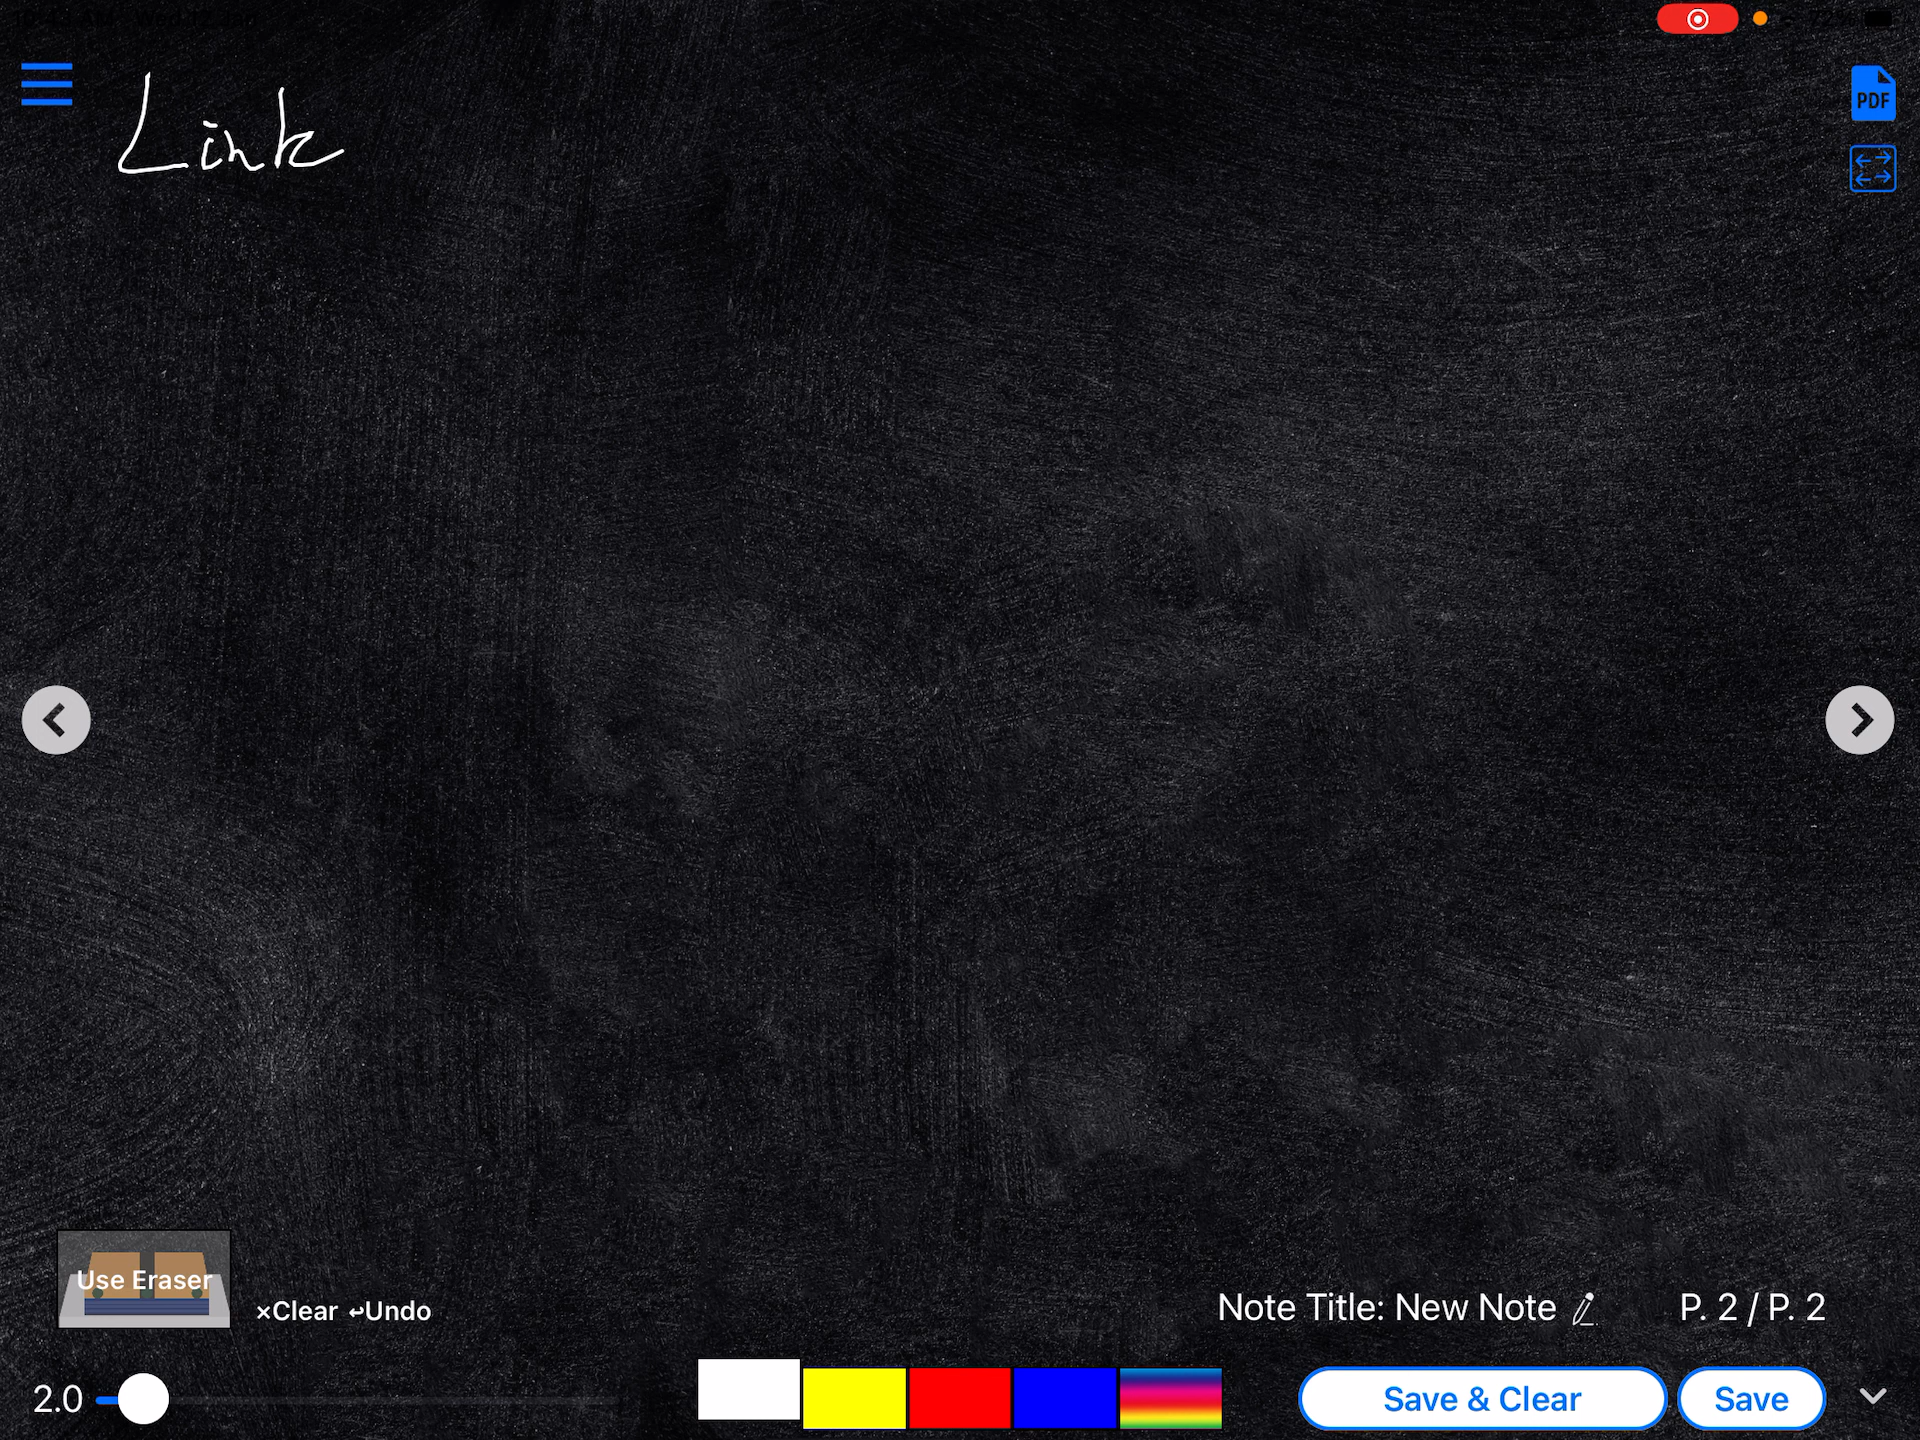 PDF
Link
Use Eraser
×Clear ↩Undo
Note Title: New Note
P. 2 / P. 2
2.0
Save & Clear
Save